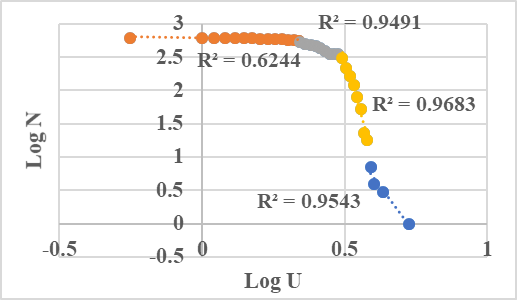 3
R² = 0.9491
2.5
R² = 0.6244
2
R² = 0.9683
1.5
1
0.5
R² = 0.9543
0
-0.5
0
0.5
1
-0.5
Log N
Log U